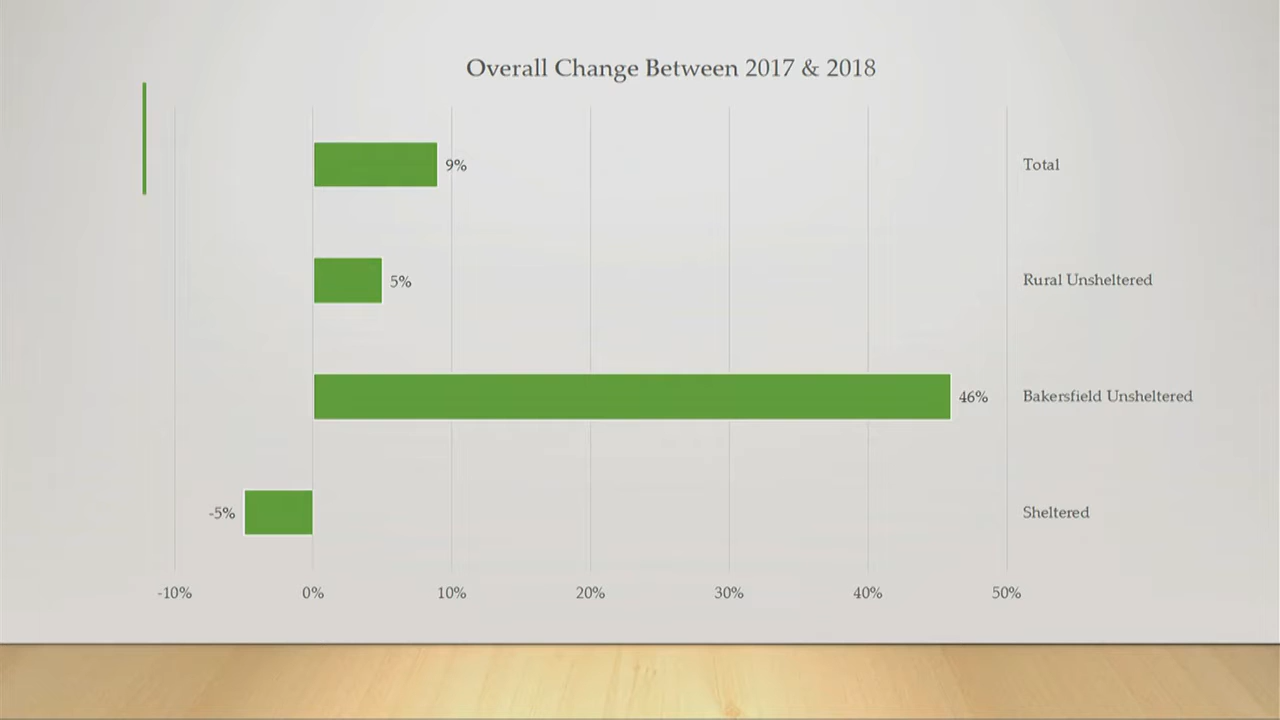 Overall Change Between 2017 & 2018
9% Total
5% Rural Unsheltered
46% Bakersfield Unsheltered
-5% Sheltered
-10% 0% 10% 20% 30% 40% 50%